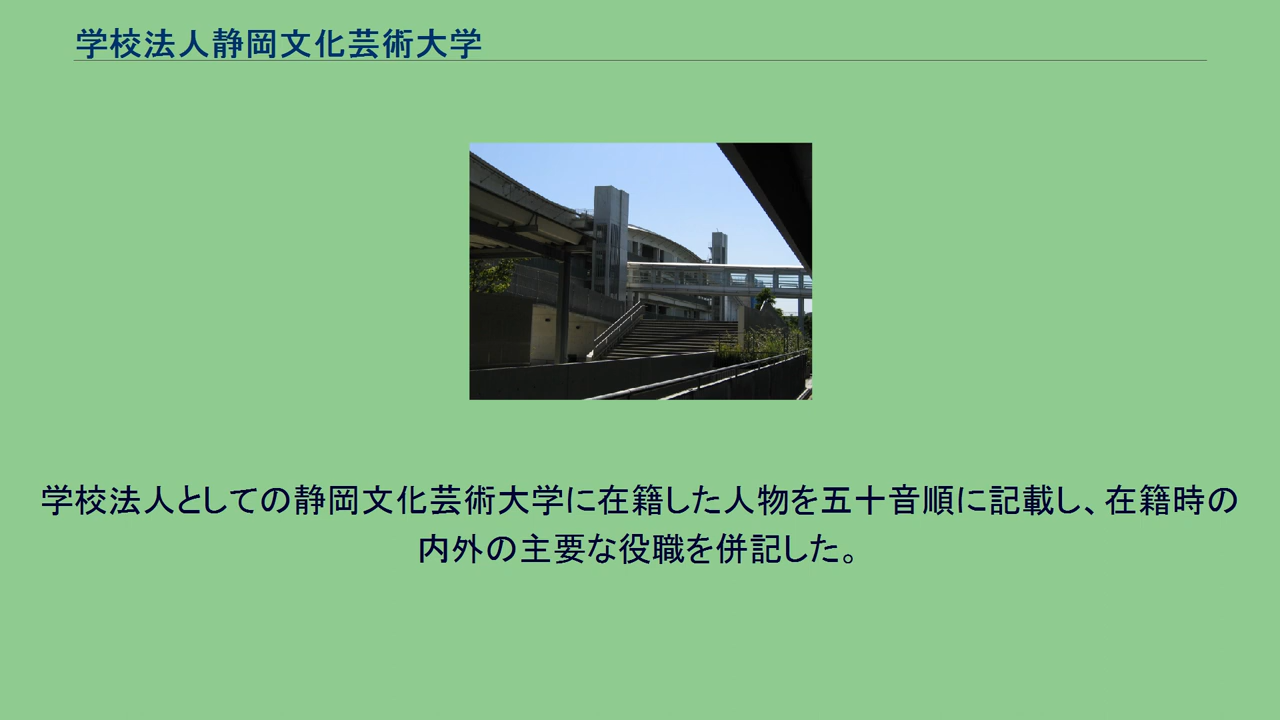 学校法人静岡文化芸術大学
学校法人としての静岡文化芸術大学に在籍した人物を五十音順に記載し、在籍時の
内外の主要な役職を併記した。